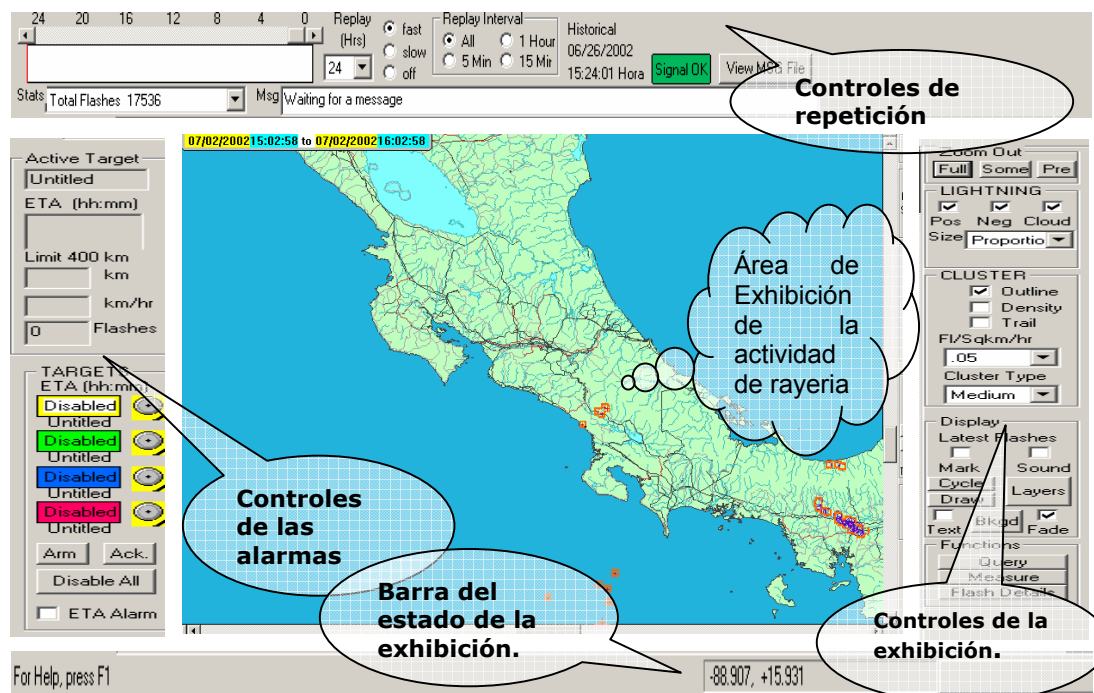 24 20 16 12 8 4 0
Replay
(Hrs)
24
fast
slow
off
Replay Interval
All 1 Hour
5 Min 15 Mir
Historical
06/26/2002
15:24:01 Hora
Signal OK
View MSG File
Stats Total Flashes 17536
Msg Waiting for a message
Controles de
repetición
Active Target
Untitled
ETA (hh:mm)
Limit 400 km
km
km/hr
0 Flashes
TARGETS
ETA (hh:mm)
Disabled
Untitled
Disabled
Untitled
Disabled
Untitled
Disabled
Untitled
Arm Ack.
Disable All
ETA Alarm
07/02/2002 15:02:58 to 07/02/2002 16:02:58
Área de
Exhibición
de la
actividad
de rayeria
Controles
de las
alarmas
Barra del
estado de la
exhibición.
Zoom Out
Full Some Pre
LIGHTNING
Pos Neg Cloud
Size Proportio
CLUSTER
Outline
Density
Trail
Fl/Sqkm/hr
.05
Cluster Type
Medium
Display
Latest Flashes
Mark Sound
Cycle
Layers
Draw
Text Bkgd Fade
Functions
Query
Measure
Flash Details
Controles de la
exhibición.
For Help, press F1
-88.907, +15.931